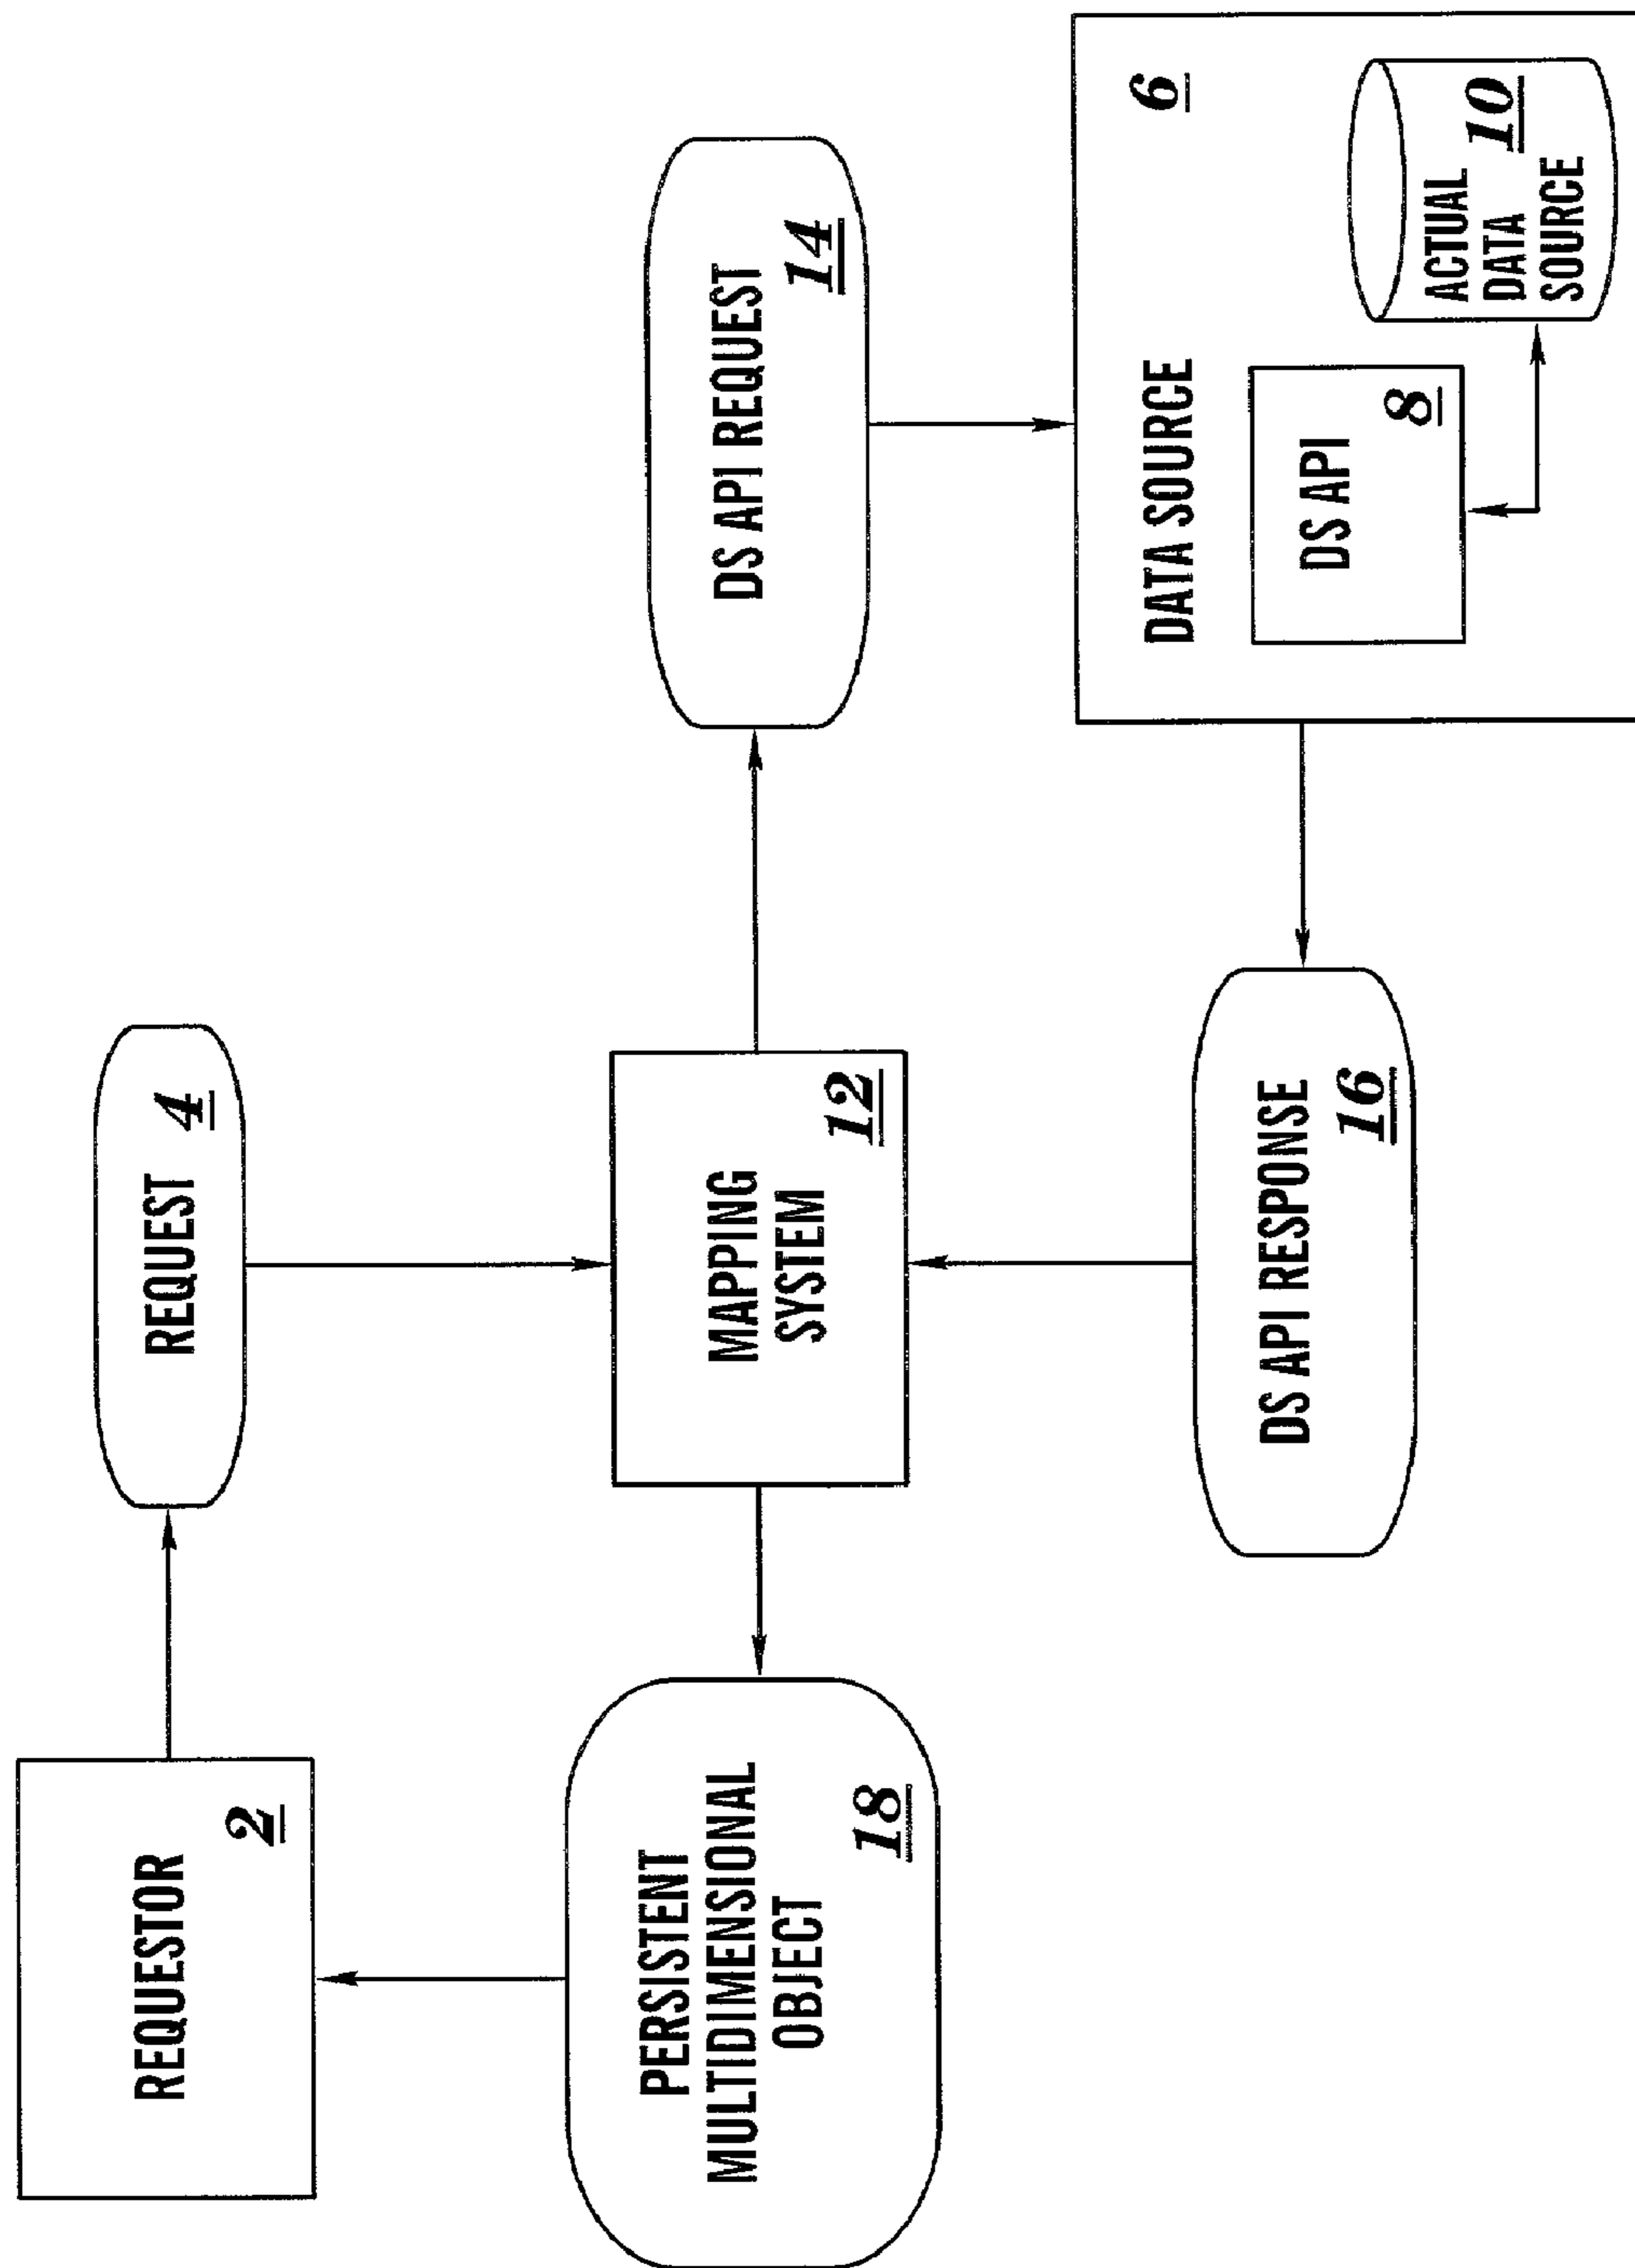 REQUESTOR
2
REQUEST 4
PERSISTENT
MULTIDIMENSIONAL
OBJECT
18
MAPPING
SYSTEM
12
DS API REQUEST
14
DS API RESPONSE
16
DATA SOURCE
6
DS API
8
ACTUAL
DATA 10
SOURCE